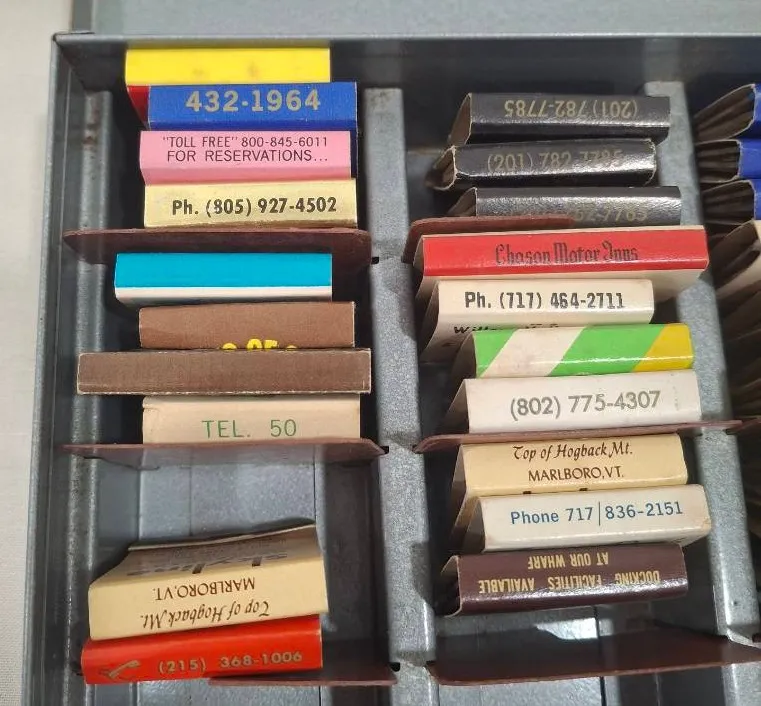 432-1964
"TOLL FREE" 800-845-6011
FOR RESERVATIONS...
Ph. (805) 927-4502
TEL. 50
Top of Hogback Mt.
MARLBORO, VT.
(215) 368-1006
(201) 782-7785
(201) 782-7785
Chason Motor Inns
Ph. (717) 464-2711
(802) 775-4307
Top of Hogback Mt.
MARLBORO, VT.
Phone 717 836-2151
DOCKING FACILITIES AVAILABLE
AT OUR WHARF